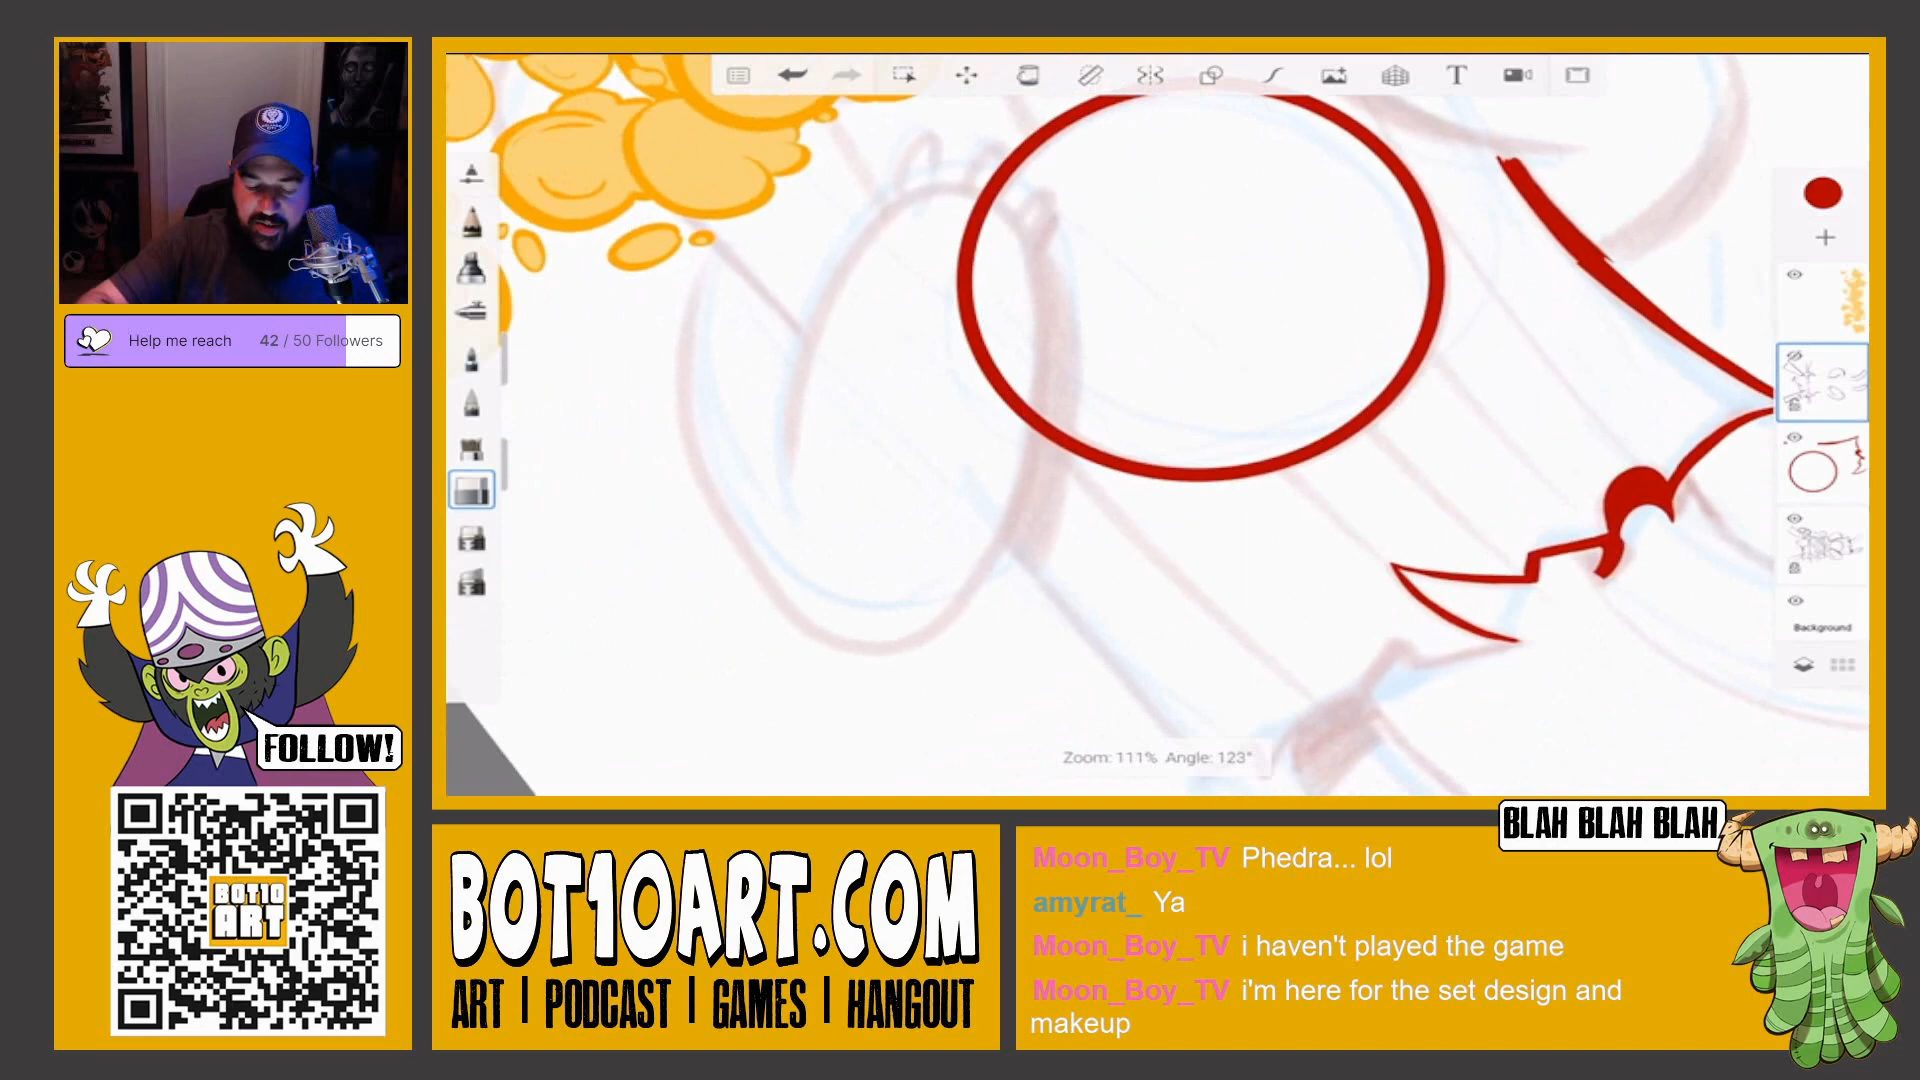 T
Help me reach 42 / 50 Followers
Background
FOLLOW!
Zoom: 111% Angle: 123°
BLAH BLAH BLAH
BOT10
ART
BOT10ART.COM
ART | PODCAST | GAMES | HANGOUT
Moon_Boy_TV Phedra... lol
amyrat_ Ya
Moon_Boy_TV i haven't played the game
Moon_Boy_TV i'm here for the set design and
makeup